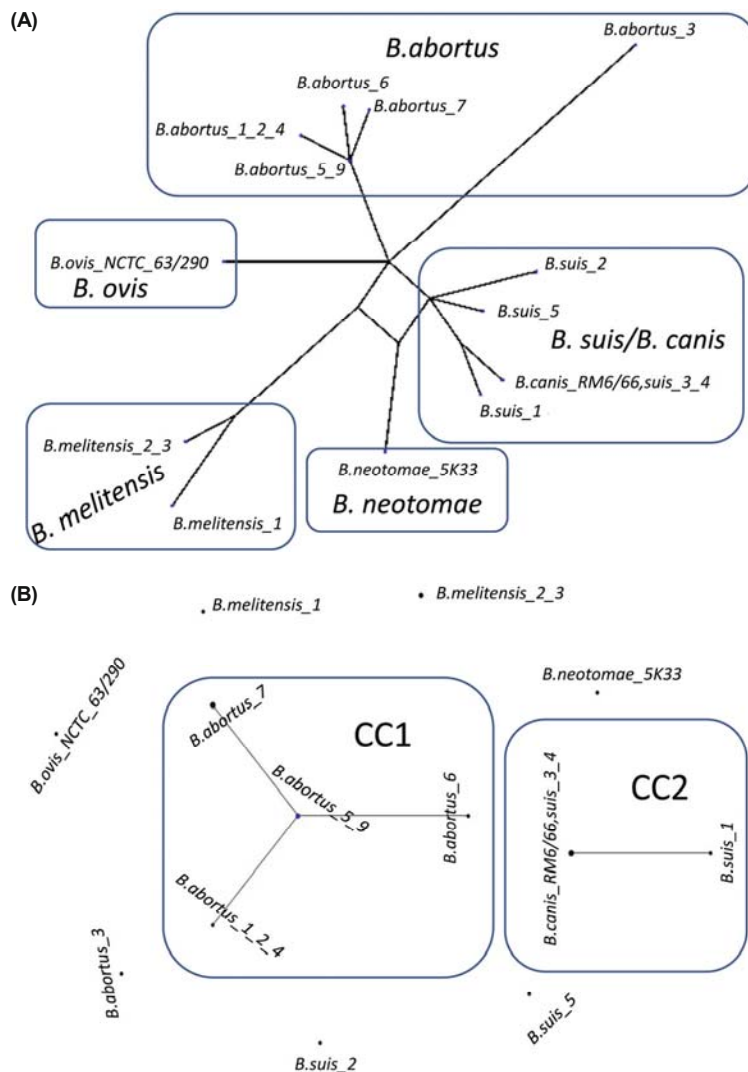 (A)
B.abortus
B.abortus_3
B.abortus_6
B.abortus_7
B.abortus_1_2_4
B.abortus_5_9
B.ovis_NCTC_63/290
B. ovis
B.suis_2
B.suis_5
B. suis/B. canis
B.canis_RM6/66,suis_3_4
B.suis_1
B.melitensis_2_3
B. melitensis
B.melitensis_1
B.neotomae_5K33
B. neotomae
(B)
B.melitensis_1
B.melitensis_2_3
B.neotomae_5K33
B.ovis_NCTC_63/290
B.abortus_7
CC1
B.abortus_5_9
B.abortus_6
B.abortus_1_2_4
CC2
B.canis_RM6/66,suis_3_4
B.suis_1
B.abortus_3
B.suis_5
B.suis_2